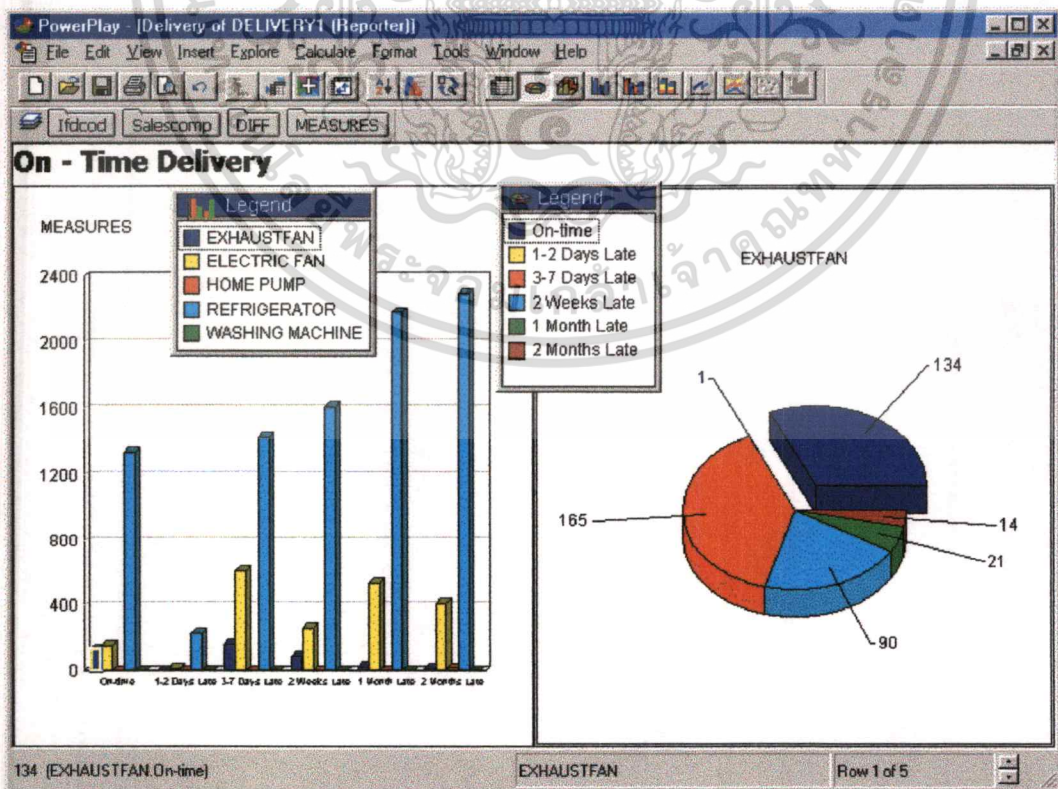 PowerPlay - [Delivery of DELIVERY1 (Reporter)]
File Edit View Insert Explore Calculate Format Tools Window Help
Ifdcod Salescomp DIFF MEASURES
On - Time Delivery
MEASURES
Legend
EXHAUSTFAN
ELECTRIC FAN
HOME PUMP
REFRIGERATOR
WASHING MACHINE
2400
2000
1600
1200
800
400
0
On-time 1-2 Days Late 3-7 Days Late 2 Weeks Late 1 Month Late 2 Months Late
Legend
On-time
1-2 Days Late
3-7 Days Late
2 Weeks Late
1 Month Late
2 Months Late
EXHAUSTFAN
1
134
165
14
21
90
134 (EXHAUSTFAN.On-time) EXHAUSTFAN Row 1 of 5